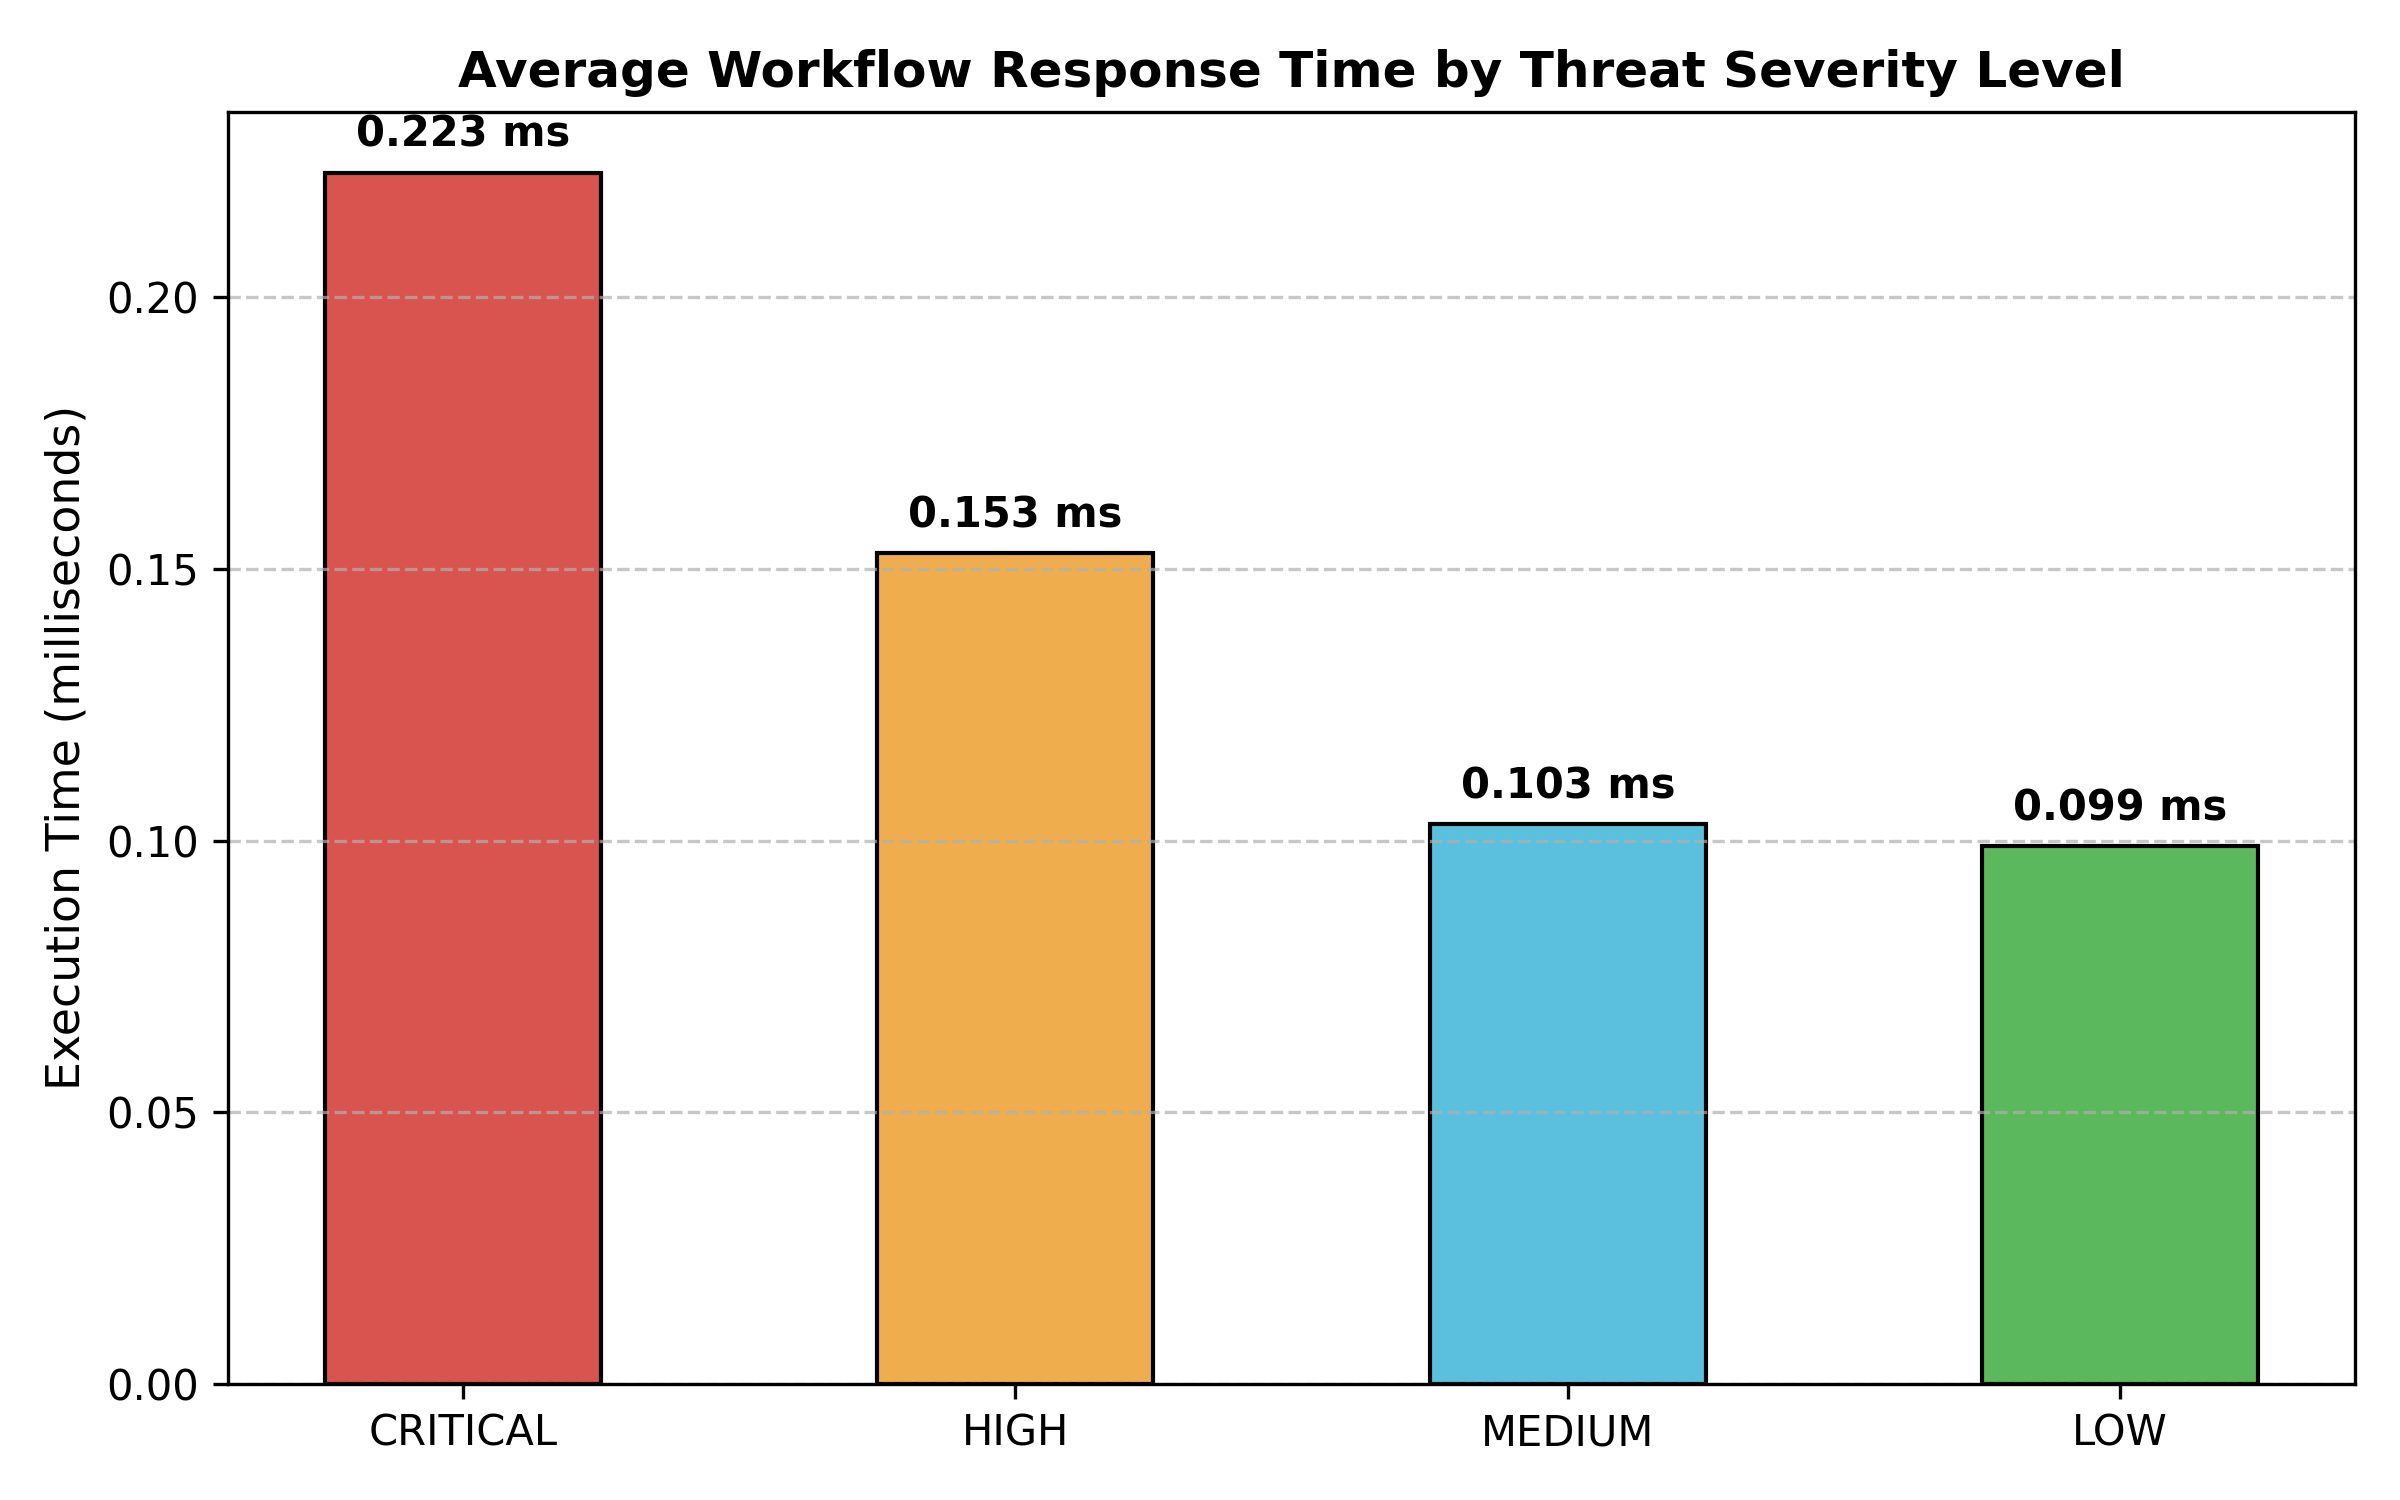 Average Workflow Response Time by Threat Severity Level
0.223 ms
0.153 ms
0.103 ms
0.099 ms
Execution Time (milliseconds)
0.20
0.15
0.10
0.05
0.00
CRITICAL
HIGH
MEDIUM
LOW